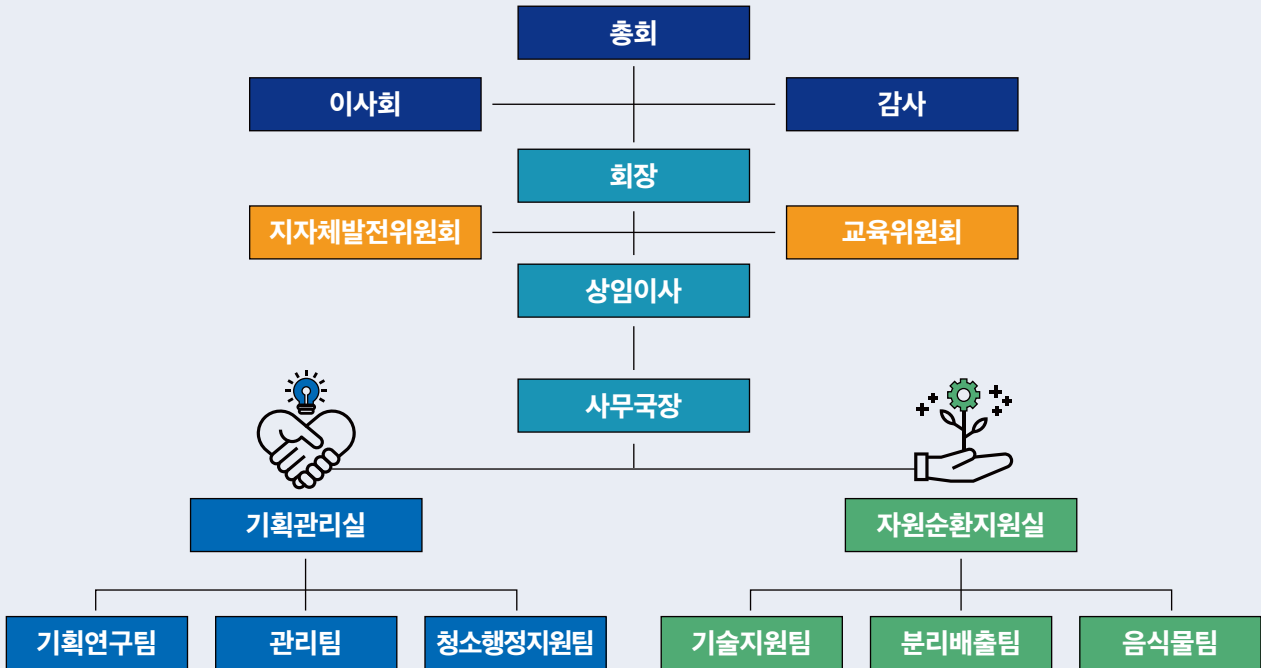 총회
이사회
감사
회장
지자체발전위원회
교육위원회
상임이사
사무국장
기획관리실
자원순환지원실
기획연구팀
관리팀
청소행정지원팀
기술지원팀
분리배출팀
음식물팀